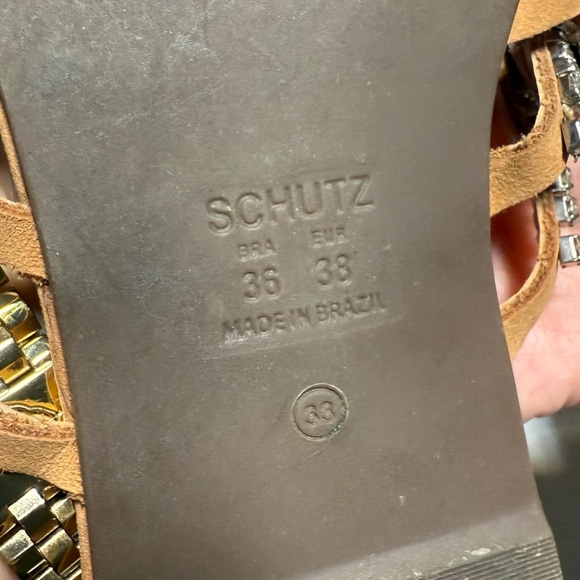 SCHUTZ
BRA EUR
36 38
MADE IN BRAZIL
33